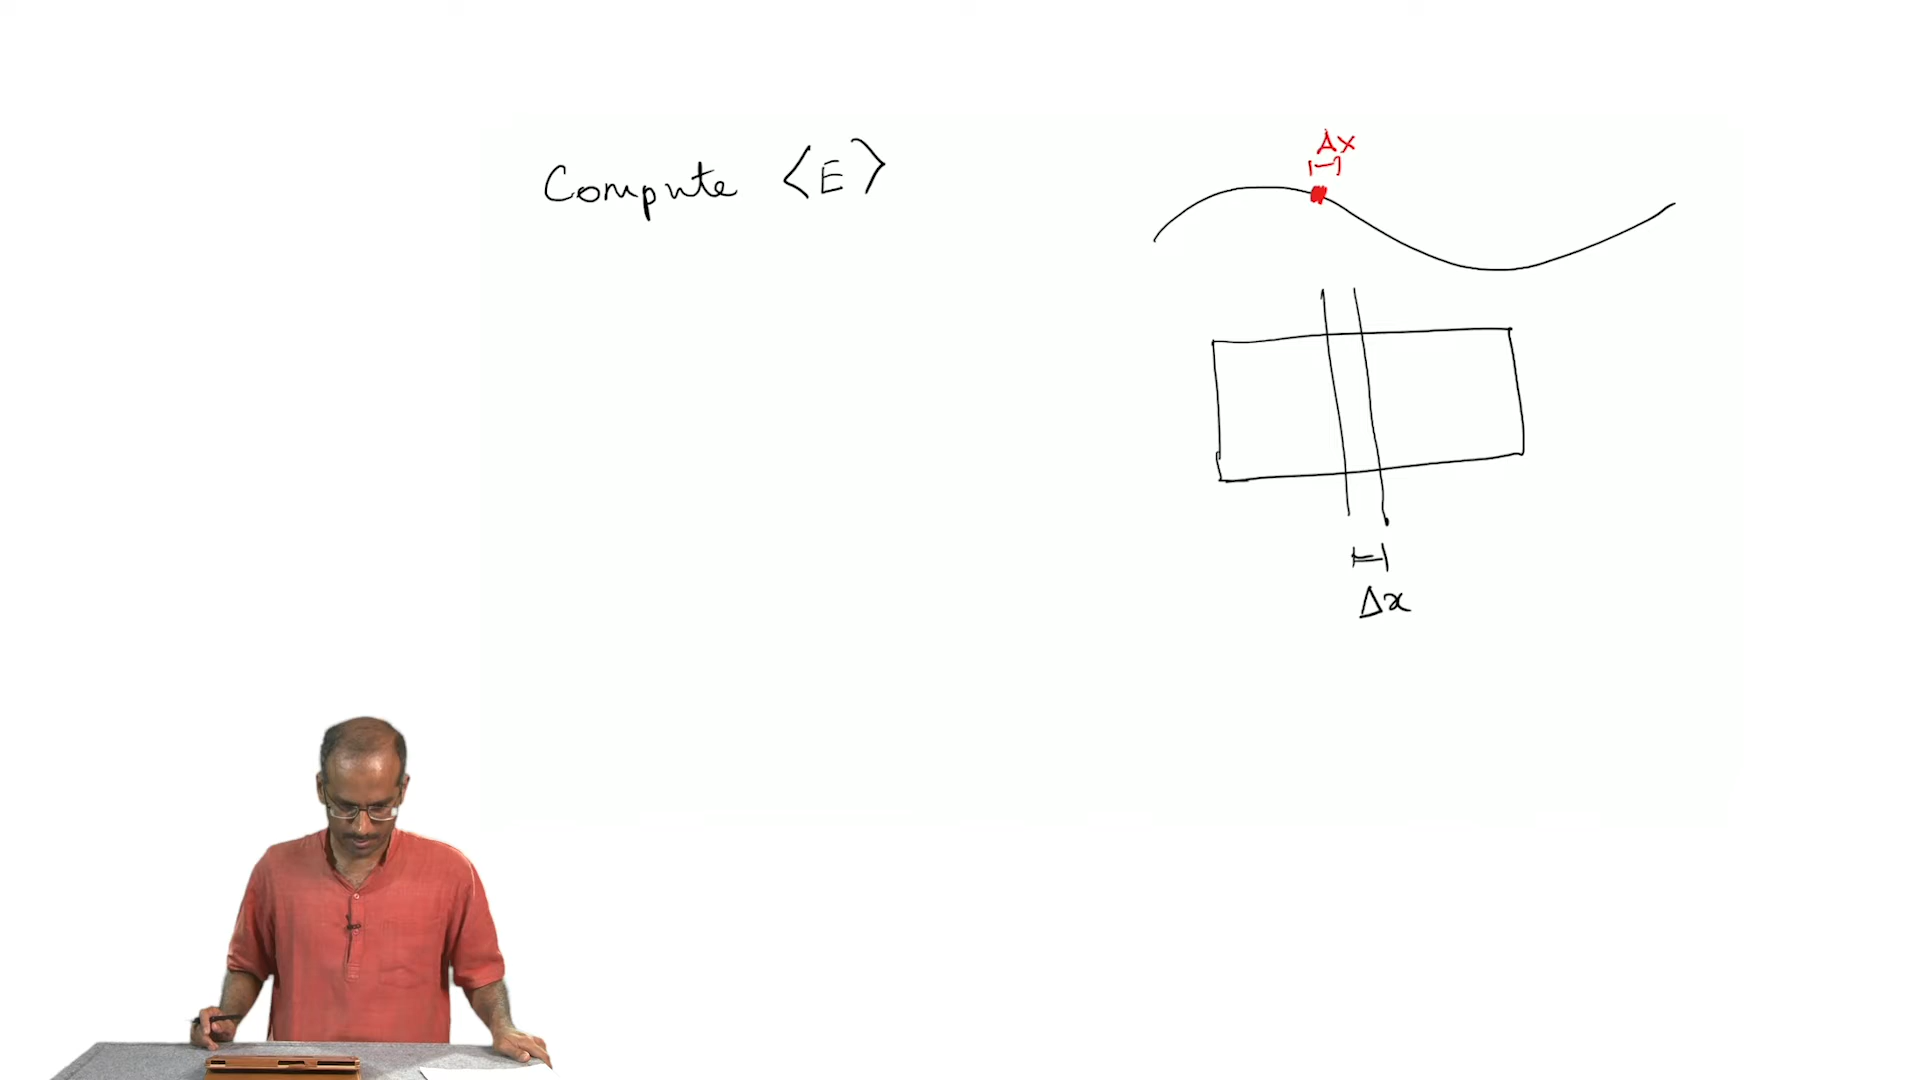 Compute ⟨E⟩
Δx
Δx